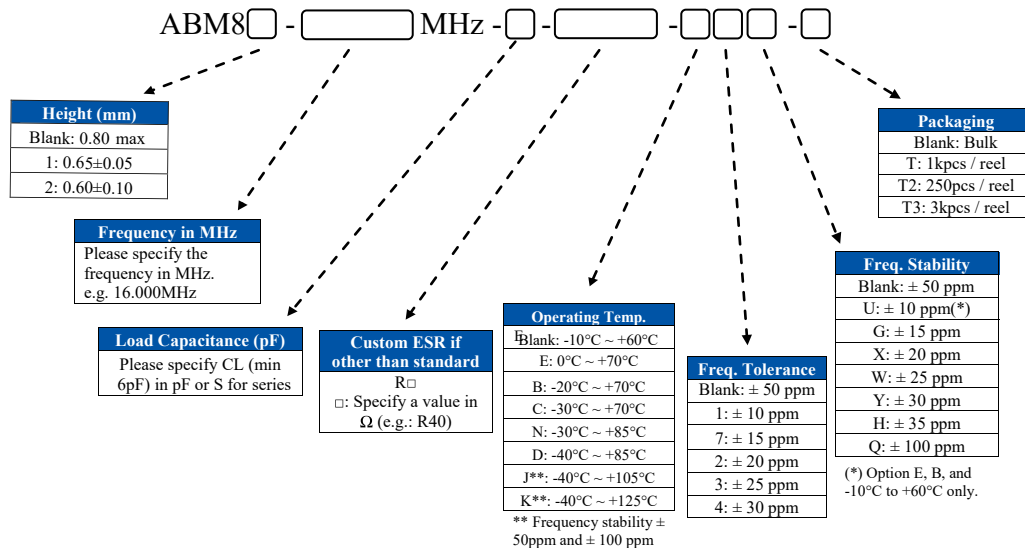 ABM8□ - □ MHz - □ - □ - □□□ - □
Height (mm)
Blank: 0.80 max
1: 0.65±0.05
2: 0.60±0.10
Packaging
Blank: Bulk
T: 1kpcs / reel
T2: 250pcs / reel
T3: 3kpcs / reel
Frequency in MHz
Please specify the
frequency in MHz.
e.g. 16.000MHz
Load Capacitance (pF)
Please specify CL (min
6pF) in pF or S for series
Custom ESR if
other than standard
R□
□: Specify a value in
Ω (e.g.: R40)
Operating Temp.
E
Blank: -10°C ~ +60°C
E: 0°C ~ +70°C
B: -20°C ~ +70°C
C: -30°C ~ +70°C
N: -30°C ~ +85°C
D: -40°C ~ +85°C
J**: -40°C ~ +105°C
K**: -40°C ~ +125°C
** Frequency stability ±
50ppm and ± 100 ppm
Freq. Tolerance
Blank: ± 50 ppm
1: ± 10 ppm
7: ± 15 ppm
2: ± 20 ppm
3: ± 25 ppm
4: ± 30 ppm
Freq. Stability
Blank: ± 50 ppm
U: ± 10 ppm(*)
G: ± 15 ppm
X: ± 20 ppm
W: ± 25 ppm
Y: ± 30 ppm
H: ± 35 ppm
Q: ± 100 ppm
(*) Option E, B, and
-10°C to +60°C only.